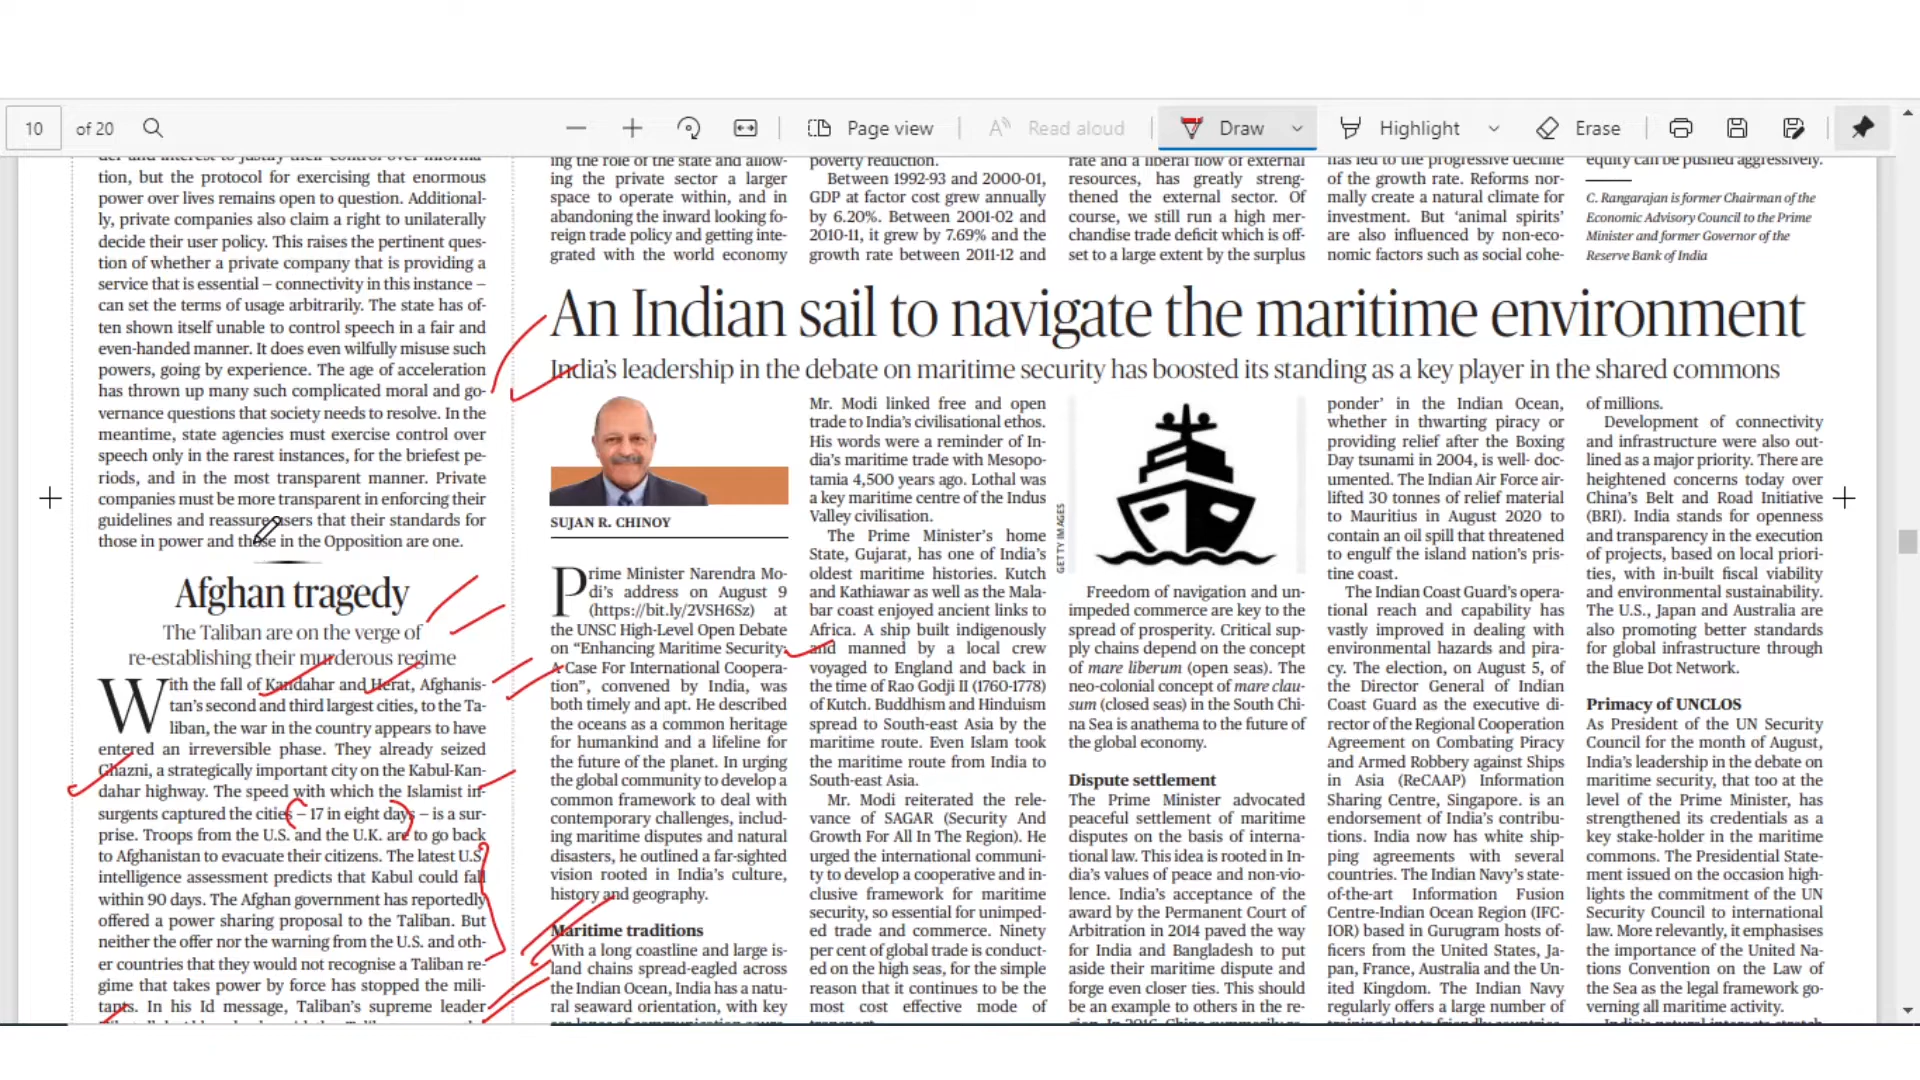 10 of 20
Page view
Read aloud
Draw
Highlight
Erase
tion, but the protocol for exercising that enormous
power over lives remains open to question. Additional-
ly, private companies also claim a right to unilaterally
decide their user policy. This raises the pertinent ques-
tion of whether a private company that is providing a
service that is essential – connectivity in this instance –
can set the terms of usage arbitrarily. The state has of-
ten shown itself unable to control speech in a fair and
even-handed manner. It does even wilfully misuse such
powers, going by experience. The age of acceleration
has thrown up many such complicated moral and go-
vernance questions that society needs to resolve. In the
meantime, state agencies must exercise control over
speech only in the rarest instances, for the briefest pe-
riods, and in the most transparent manner. Private
companies must be more transparent in enforcing their
guidelines and reassure users that their standards for
those in power and those in the Opposition are one.
Afghan tragedy
The Taliban are on the verge of
re-establishing their murderous regime
With the fall of Kandahar and Herat, Afghanis-
tan's second and third largest cities, to the Ta-
liban, the war in the country appears to have
entered an irreversible phase. They already seized
Ghazni, a strategically important city on the Kabul-Kan-
dahar highway. The speed with which the Islamist in-
surgents captured the cities – 17 in eight days – is a sur-
prise. Troops from the U.S. and the U.K. are to go back
to Afghanistan to evacuate their citizens. The latest U.S.
intelligence assessment predicts that Kabul could fall
within 90 days. The Afghan government has reportedly
offered a power sharing proposal to the Taliban. But
neither the offer nor the warning from the U.S. and oth-
er countries that they would not recognise a Taliban re-
gime that takes power by force has stopped the mili-
tants. In his Id message, Taliban's supreme leader
ing the role of the state and allow-
ing the private sector a larger
space to operate within, and in
abandoning the inward looking fo-
reign trade policy and getting inte-
grated with the world economy
poverty reduction.
Between 1992-93 and 2000-01,
GDP at factor cost grew annually
by 6.20%. Between 2001-02 and
2010-11, it grew by 7.69% and the
growth rate between 2011-12 and
rate and a liberal flow of external
resources, has greatly streng-
thened the external sector. Of
course, we still run a high mer-
chandise trade deficit which is off-
set to a large extent by the surplus
has led to the progressive decline
of the growth rate. Reforms nor-
mally create a natural climate for
investment. But 'animal spirits'
are also influenced by non-eco-
nomic factors such as social cohe-
equity can be pushed aggressively.
C. Rangarajan is former Chairman of the
Economic Advisory Council to the Prime
Minister and former Governor of the
Reserve Bank of India
An Indian sail to navigate the maritime environment
India's leadership in the debate on maritime security has boosted its standing as a key player in the shared commons
SUJAN R. CHINOY
Prime Minister Narendra Mo-
di's address on August 9
(https://bit.ly/2VSH6Sz) at
the UNSC High-Level Open Debate
on "Enhancing Maritime Security:
A Case For International Coopera-
tion", convened by India, was
both timely and apt. He described
the oceans as a common heritage
for humankind and a lifeline for
the future of the planet. In urging
the global community to develop a
common framework to deal with
contemporary challenges, includ-
ing maritime disputes and natural
disasters, he outlined a far-sighted
vision rooted in India's culture,
history and geography.
Maritime traditions
With a long coastline and large is-
land chains spread-eagled across
the Indian Ocean, India has a natu-
ral seaward orientation, with key
Mr. Modi linked free and open
trade to India's civilisational ethos.
His words were a reminder of In-
dia's maritime trade with Mesopo-
tamia 4,500 years ago. Lothal was
a key maritime centre of the Indus
Valley civilisation.
The Prime Minister's home
State, Gujarat, has one of India's
oldest maritime histories. Kutch
and Kathiawar as well as the Mala-
bar coast enjoyed ancient links to
Africa. A ship built indigenously
and manned by a local crew
voyaged to England and back in
the time of Rao Godji II (1760-1778)
of Kutch. Buddhism and Hinduism
spread to South-east Asia by the
maritime route. Even Islam took
the maritime route from India to
South-east Asia.
Mr. Modi reiterated the rele-
vance of SAGAR (Security And
Growth For All In The Region). He
urged the international communi-
ty to develop a cooperative and in-
clusive framework for maritime
security, so essential for unimped-
ed trade and commerce. Ninety
per cent of global trade is conduct-
ed on the high seas, for the simple
reason that it continues to be the
most cost effective mode of
transport.
GETTY IMAGES
Freedom of navigation and un-
impeded commerce are key to the
spread of prosperity. Critical sup-
ply chains depend on the concept
of mare liberum (open seas). The
neo-colonial concept of mare clau-
sum (closed seas) in the South Chi-
na Sea is anathema to the future of
the global economy.
Dispute settlement
The Prime Minister advocated
peaceful settlement of maritime
disputes on the basis of interna-
tional law. This idea is rooted in In-
dia's values of peace and non-vio-
lence. India's acceptance of the
award by the Permanent Court of
Arbitration in 2014 paved the way
for India and Bangladesh to put
aside their maritime dispute and
forge even closer ties. This should
be an example to others in the re-
ponder' in the Indian Ocean,
whether in thwarting piracy or
providing relief after the Boxing
Day tsunami in 2004, is well- doc-
umented. The Indian Air Force air-
lifted 30 tonnes of relief material
to Mauritius in August 2020 to
contain an oil spill that threatened
to engulf the island nation's pris-
tine coast.
The Indian Coast Guard's opera-
tional reach and capability has
vastly improved in dealing with
environmental hazards and pira-
cy. The election, on August 5, of
the Director General of Indian
Coast Guard as the executive di-
rector of the Regional Cooperation
Agreement on Combating Piracy
and Armed Robbery against Ships
in Asia (ReCAAP) Information
Sharing Centre, Singapore. is an
endorsement of India's contribu-
tions. India now has white ship-
ping agreements with several
countries. The Indian Navy's state-
of-the-art Information Fusion
Centre-Indian Ocean Region (IFC-
IOR) based in Gurugram hosts of-
ficers from the United States, Ja-
pan, France, Australia and the Un-
ited Kingdom. The Indian Navy
regularly offers a large number of
of millions.
Development of connectivity
and infrastructure were also out-
lined as a major priority. There are
heightened concerns today over
China's Belt and Road Initiative
(BRI). India stands for openness
and transparency in the execution
of projects, based on local priori-
ties, with in-built fiscal viability
and environmental sustainability.
The U.S., Japan and Australia are
also promoting better standards
for global infrastructure through
the Blue Dot Network.
Primacy of UNCLOS
As President of the UN Security
Council for the month of August,
India's leadership in the debate on
maritime security, that too at the
level of the Prime Minister, has
strengthened its credentials as a
key stake-holder in the maritime
commons. The Presidential State-
ment issued on the occasion high-
lights the commitment of the UN
Security Council to international
law. More relevantly, it emphasises
the importance of the United Na-
tions Convention on the Law of
the Sea as the legal framework go-
verning all maritime activity.